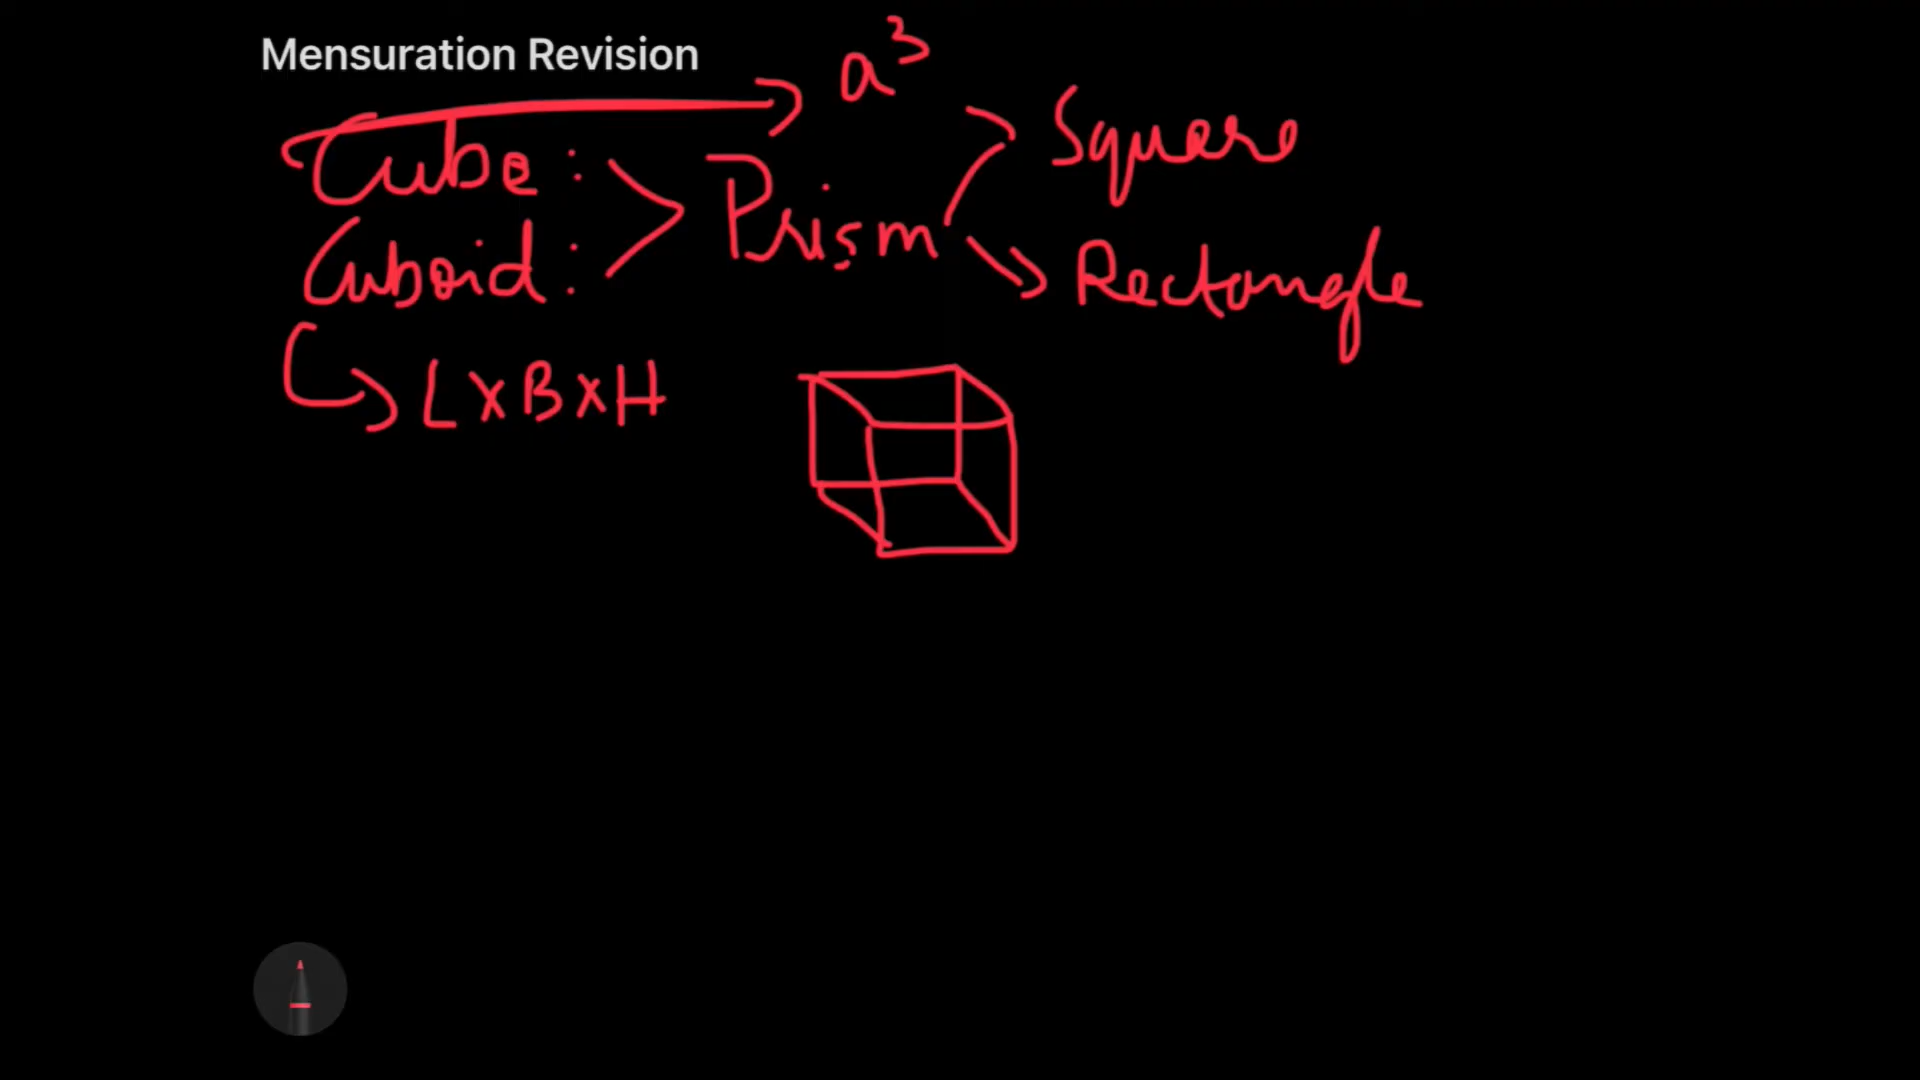 Mensuration Revision
a³
Cube : Prism Square
Cuboid : Rectangle
L x B x H